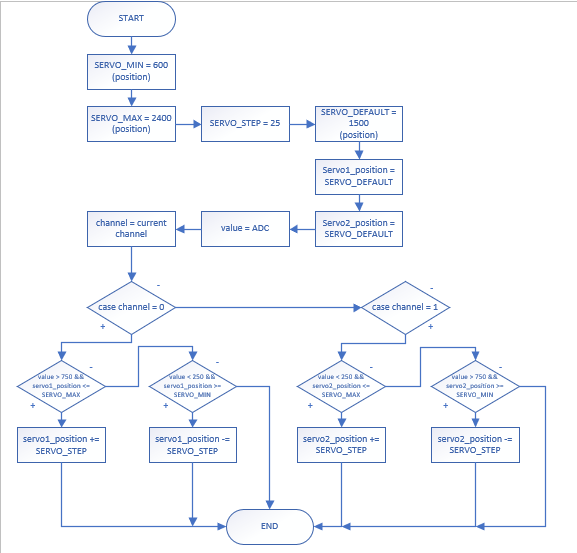 START
SERVO_MIN = 600
(position)
SERVO_MAX = 2400
(position)
SERVO_STEP = 25
SERVO_DEFAULT =
1500
(position)
Servo1_position =
SERVO_DEFAULT
channel = current
channel
value = ADC
Servo2_position =
SERVO_DEFAULT
-
case channel = 0
+
-
case channel = 1
+
-
value > 750 &&
servo1_position <=
SERVO_MAX
+
-
value < 250 &&
servo1_position >=
SERVO_MIN
+
-
value < 250 &&
servo2_position <=
SERVO_MAX
+
-
value > 750 &&
servo2_position >=
SERVO_MIN
+
servo1_position +=
SERVO_STEP
servo1_position -=
SERVO_STEP
servo2_position +=
SERVO_STEP
servo2_position -=
SERVO_STEP
END